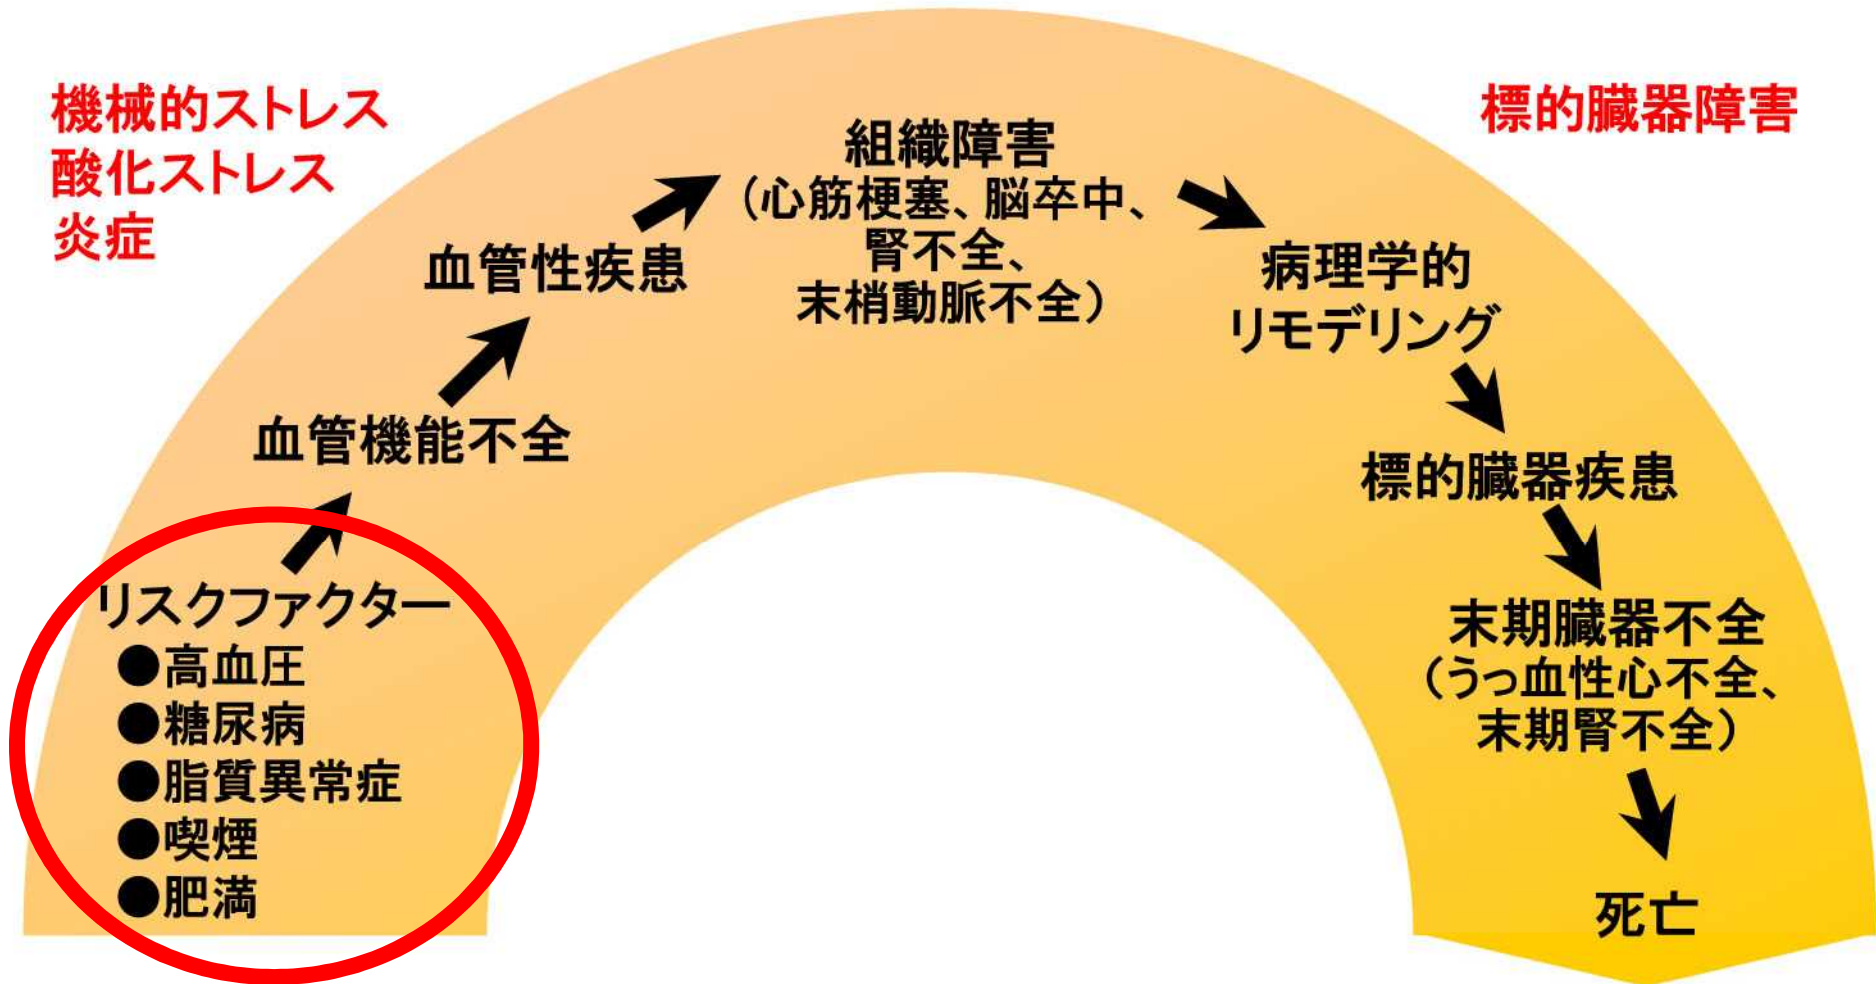 機械的ストレス
酸化ストレス
炎症
標的臓器障害
リスクファクター
●高血圧
●糖尿病
●脂質異常症
●喫煙
●肥満
血管機能不全
血管性疾患
組織障害
(心筋梗塞、脳卒中、
腎不全、
末梢動脈不全)
病理学的
リモデリング
標的臓器疾患
末期臓器不全
(うっ血性心不全、
末期腎不全)
死亡